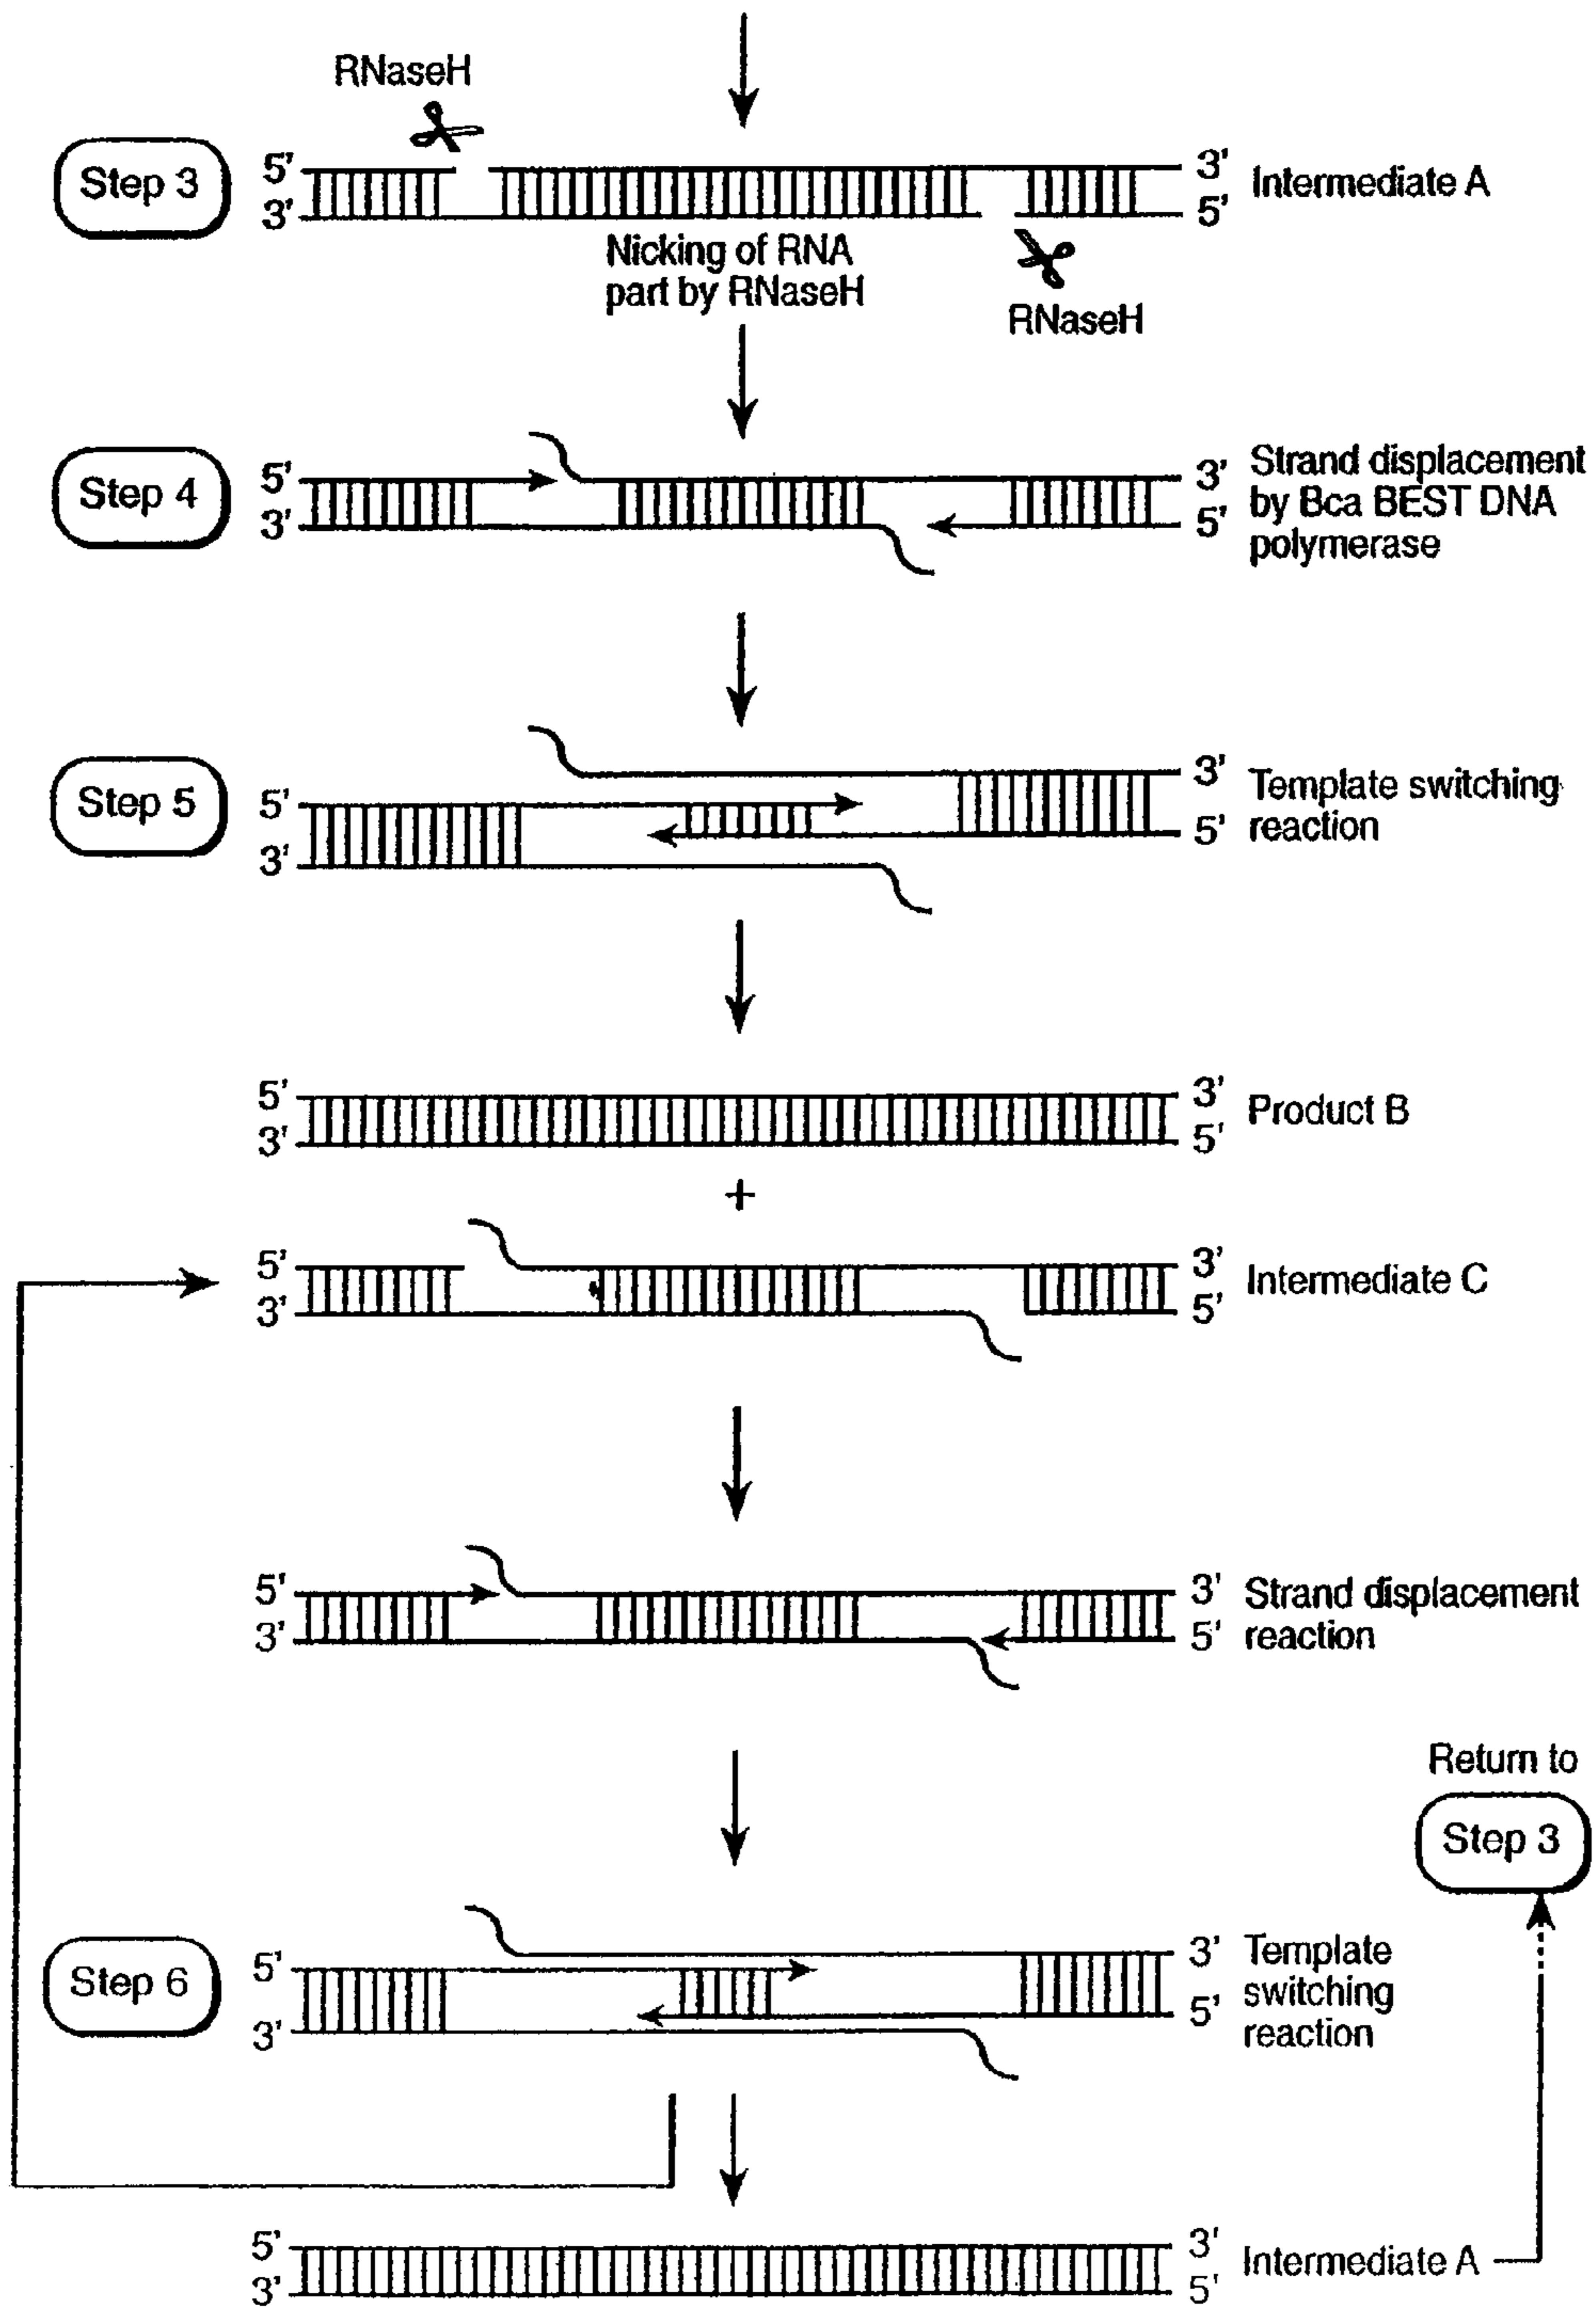 RNaseH
Step 3
5'
3'
3'
5'
Intermediate A
Nicking of RNA
part by RNaseH
RNaseH
Step 4
5'
3'
3'
5'
Strand displacement
by Bca BEST DNA
polymerase
Step 5
5'
3'
3'
5'
Template switching
reaction
5'
3'
3'
5'
Product B
+
5'
3'
3'
5'
Intermediate C
5'
3'
3'
5'
Strand displacement
reaction
Return to
Step 3
Step 6
5'
3'
3'
5'
Template
switching
reaction
5'
3'
3'
5'
Intermediate A